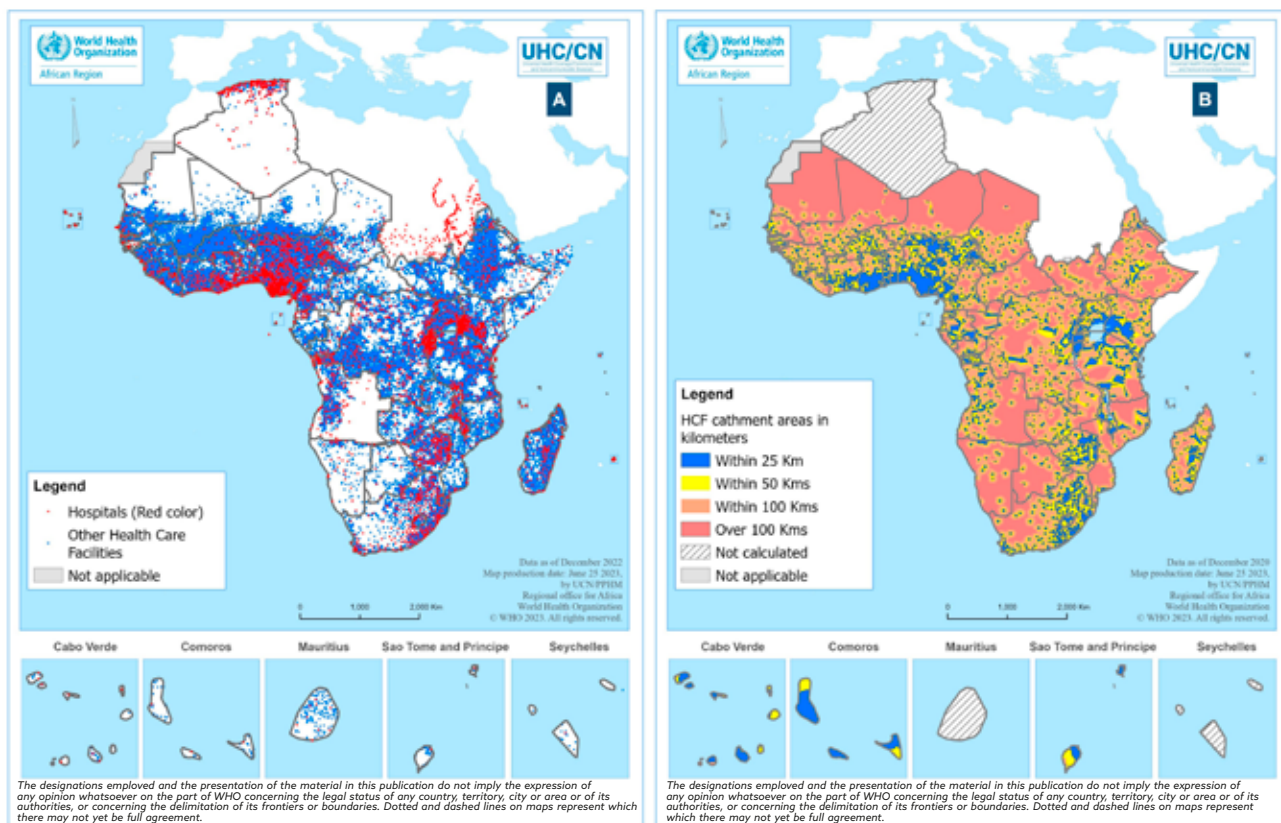 World Health
Organization
African Region
UHC/CN
A
Legend
Hospitals (Red color)
Other Health Care
Facilities
Not applicable
Data as of December 2022
Map production date: June 25 2023,
by UCN/PPHM
Regional office for Africa
World Health Organization
© WHO 2023. All rights reserved.
0 1,000 2,000 Km
Cabo Verde Comoros Mauritius Sao Tome and Principe Seychelles
The designations employed and the presentation of the material in this publication do not imply the expression of
any opinion whatsoever on the part of WHO concerning the legal status of any country, territory, city or area or of its
authorities, or concerning the delimitation of its frontiers or boundaries. Dotted and dashed lines on maps represent which
there may not yet be full agreement.
World Health
Organization
African Region
UHC/CN
B
Legend
HCF cathment areas in
kilometers
Within 25 Km
Within 50 Kms
Within 100 Kms
Over 100 Kms
Not calculated
Not applicable
Data as of December 2020
Map production date: June 25 2023,
by UCN/PPHM
Regional office for Africa
World Health Organization
© WHO 2023. All rights reserved.
0 1,000 2,000 Km
Cabo Verde Comoros Mauritius Sao Tome and Principe Seychelles
The designations employed and the presentation of the material in this publication do not imply the expression of
any opinion whatsoever on the part of WHO concerning the legal status of any country, territory, city or area or of its
authorities, or concerning the delimitation of its frontiers or boundaries. Dotted and dashed lines on maps represent
which there may not yet be full agreement.